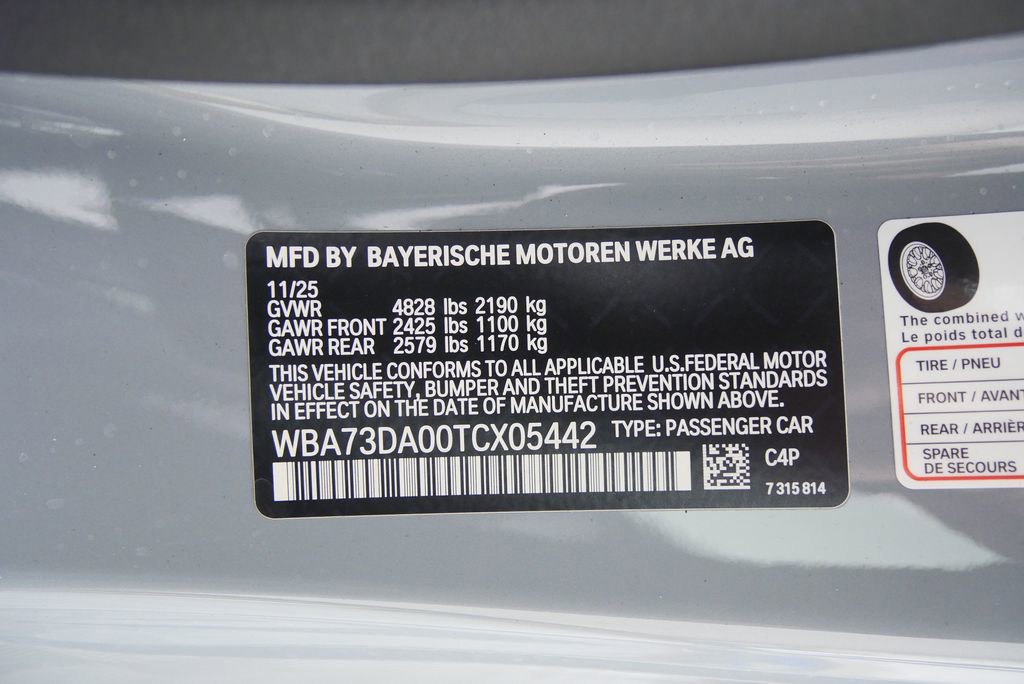 MFD BY BAYERISCHE MOTOREN WERKE AG
11/25
GVWR 4828 lbs 2190 kg
GAWR FRONT 2425 lbs 1100 kg
GAWR REAR 2579 lbs 1170 kg
THIS VEHICLE CONFORMS TO ALL APPLICABLE U.S.FEDERAL MOTOR
VEHICLE SAFETY, BUMPER AND THEFT PREVENTION STANDARDS
IN EFFECT ON THE DATE OF MANUFACTURE SHOWN ABOVE.
WBA73DA00TCX05442 TYPE: PASSENGER CAR
C4P
7 315 814
The combined
Le poids total
TIRE / PNEU
FRONT / AVANT
REAR / ARRIÈR
SPARE
DE SECOURS